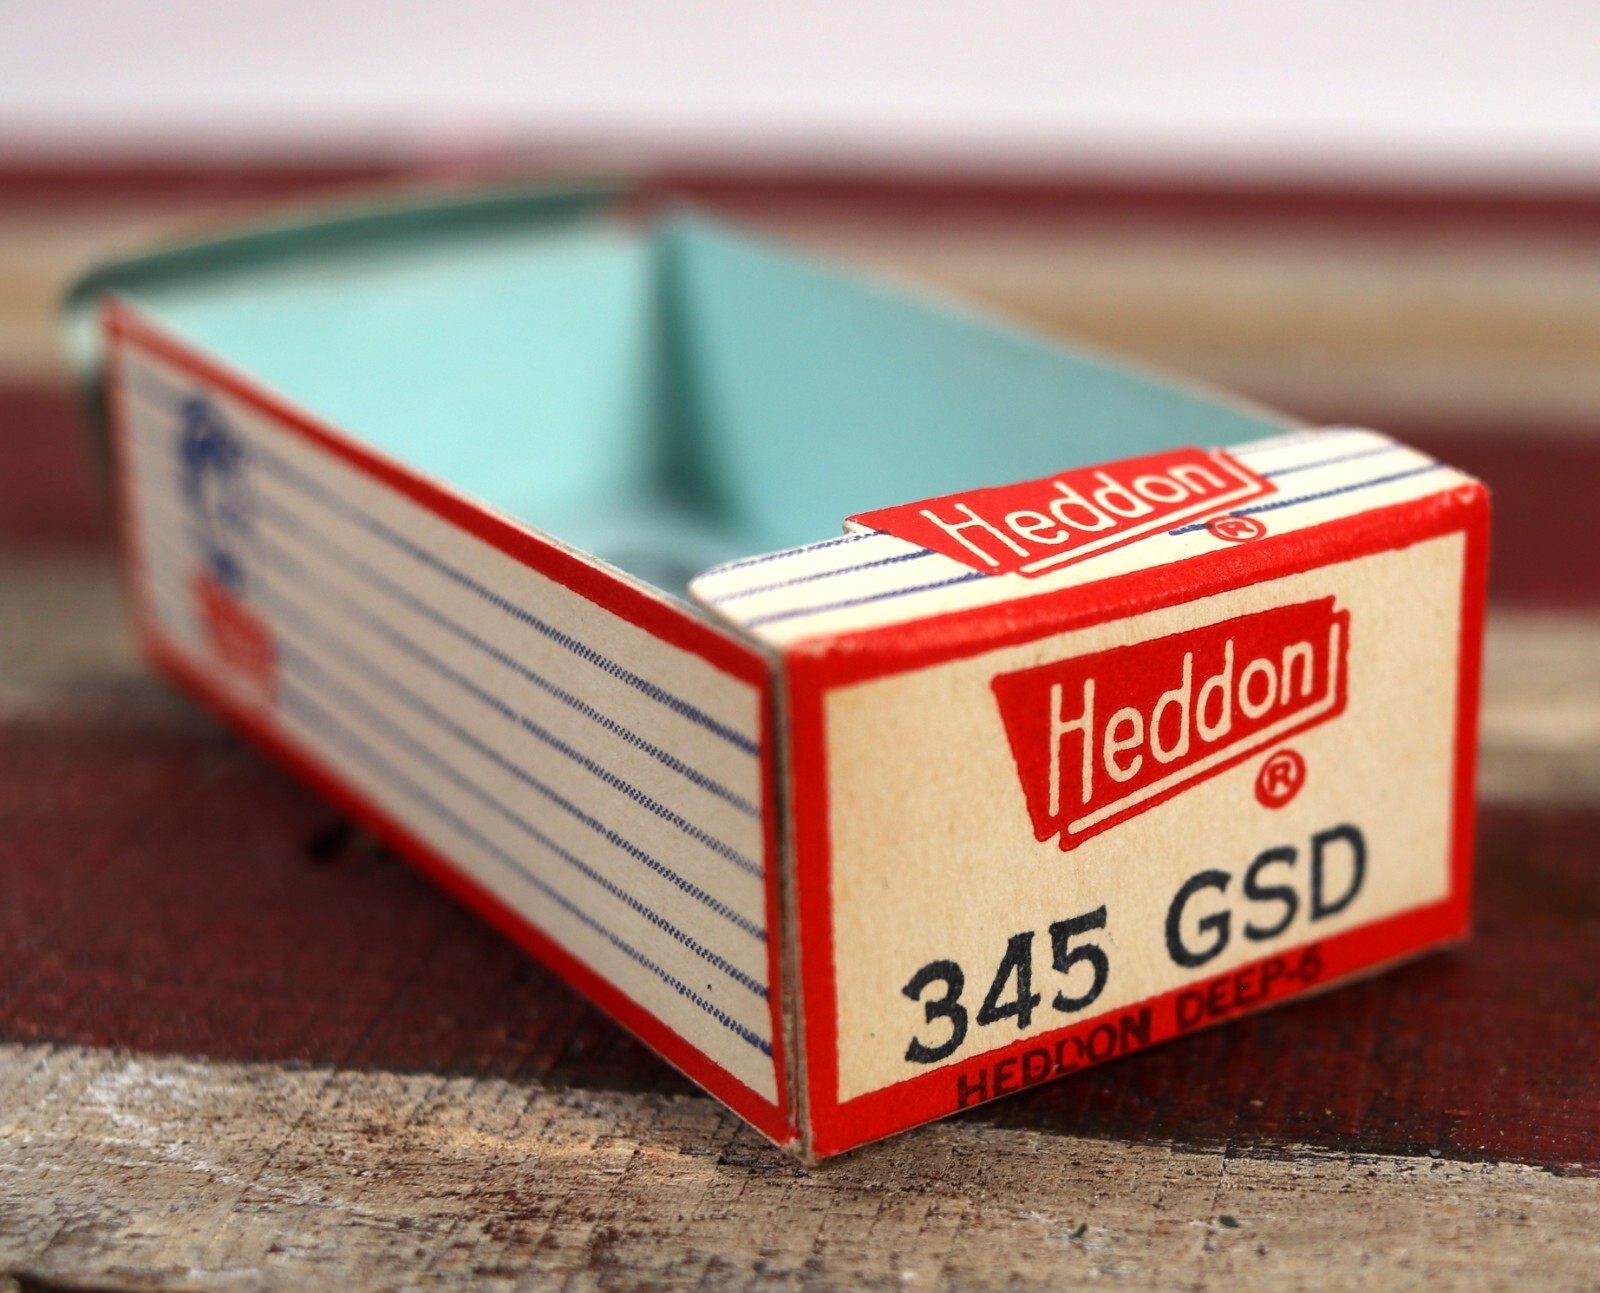 Heddon
®
Heddon
®
345 GSD
HEDDON DEEP-6